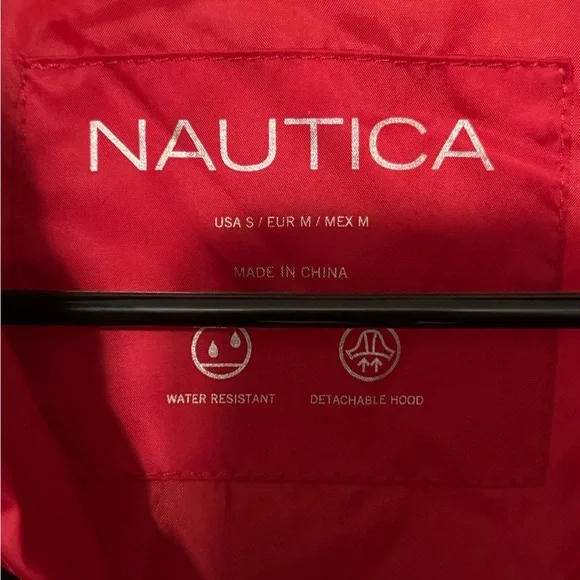 NAUTICA
USA S / EUR M / MEX M
MADE IN CHINA
WATER RESISTANT
DETACHABLE HOOD